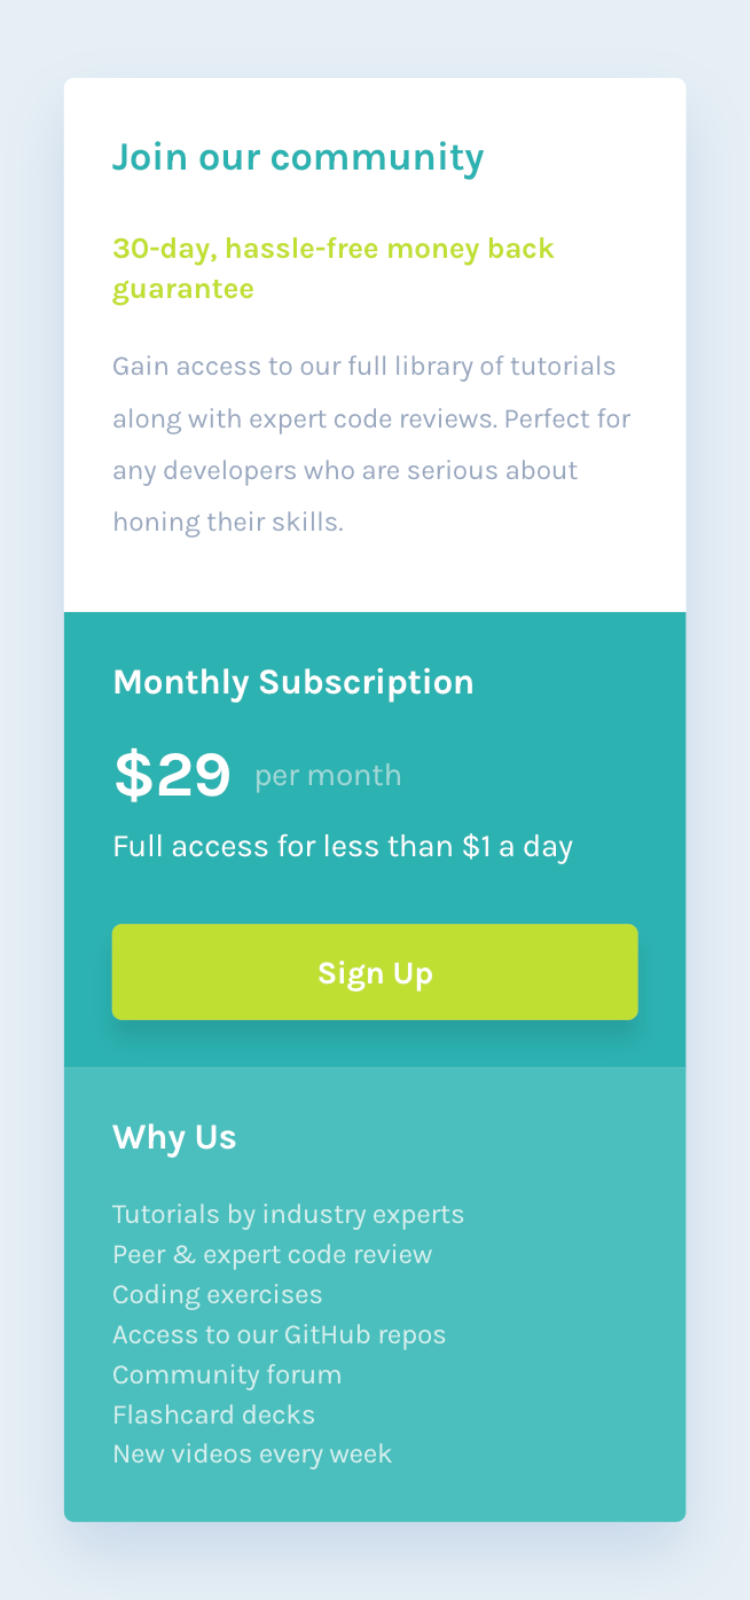 Join our community
30-day, hassle-free money back
guarantee
Gain access to our full library of tutorials
along with expert code reviews. Perfect for
any developers who are serious about
honing their skills.
Monthly Subscription
$29 per month
Full access for less than $1 a day
Sign Up
Why Us
Tutorials by industry experts
Peer & expert code review
Coding exercises
Access to our GitHub repos
Community forum
Flashcard decks
New videos every week